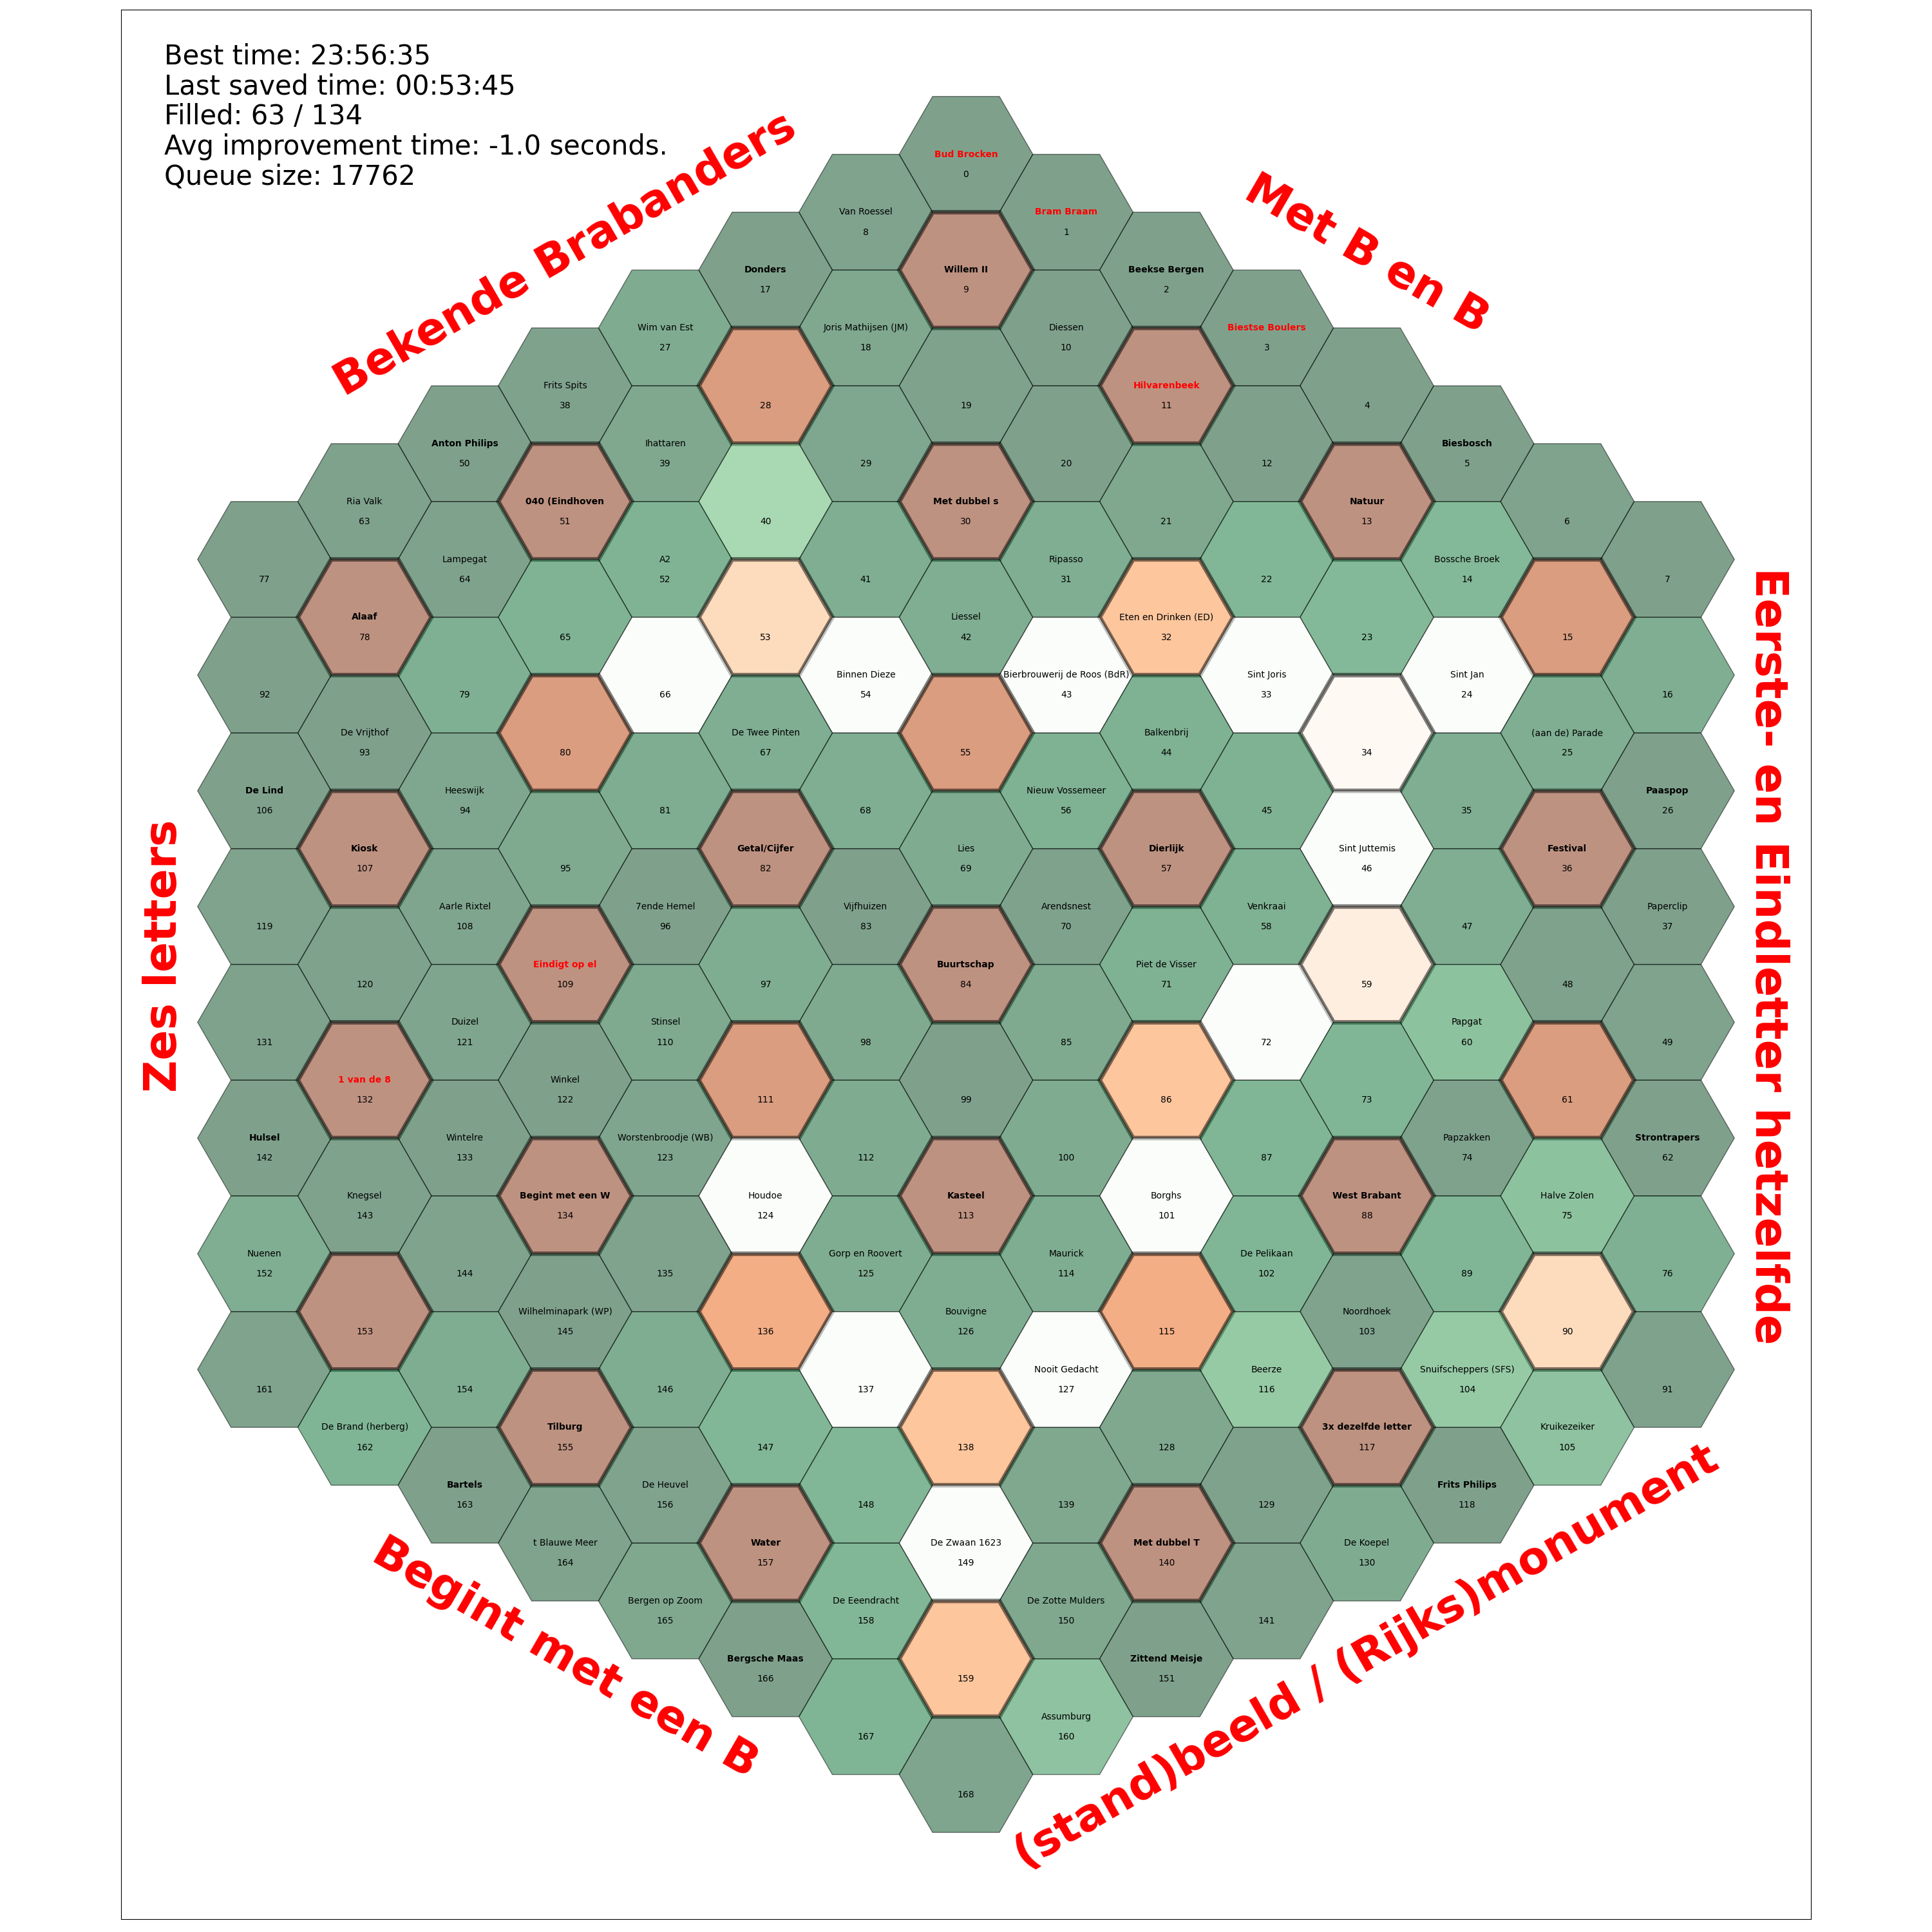 Best time: 23:56:35
Last saved time: 00:53:45
Filled: 63 / 134
Avg improvement time: -1.0 seconds.
Queue size: 17762
Bekende Brabanders
Met B en B
Eerste- en Eindletter hetzelfde
(stand)beeld / (Rijks)monument
Begint met een B
Zes letters
Bud Brocken
0
Bram Braam
1
Beekse Bergen
2
Biestse Boulers
3
4
Biesbosch
5
6
7
Van Roessel
8
Willem II
9
Diessen
10
Hilvarenbeek
11
12
Natuur
13
Bossche Broek
14
15
16
Donders
17
Joris Mathijsen (JM)
18
19
20
21
22
23
Sint Jan
24
(aan de) Parade
25
Paaspop
26
Wim van Est
27
28
29
Met dubbel s
30
Ripasso
31
Eten en Drinken (ED)
32
Sint Joris
33
34
35
Festival
36
Paperclip
37
Frits Spits
38
Ihattaren
39
40
41
Liessel
42
Bierbrouwerij de Roos (BdR)
43
Balkenbrij
44
45
Sint Juttemis
46
47
48
49
Anton Philips
50
040 (Eindhoven
51
A2
52
53
Binnen Dieze
54
55
Nieuw Vossemeer
56
Dierlijk
57
Venkraai
58
59
Papgat
60
61
Strontrapers
62
Ria Valk
63
Lampegat
64
65
66
De Twee Pinten
67
68
Lies
69
Arendsnest
70
Piet de Visser
71
72
73
Papzakken
74
Halve Zolen
75
76
77
Alaaf
78
79
80
81
Getal/Cijfer
82
Vijfhuizen
83
Buurtschap
84
85
86
87
West Brabant
88
89
90
91
92
De Vrijthof
93
Heeswijk
94
95
7ende Hemel
96
97
98
99
100
Borghs
101
De Pelikaan
102
Noordhoek
103
Snuifscheppers (SFS)
104
Kruikezeiker
105
De Lind
106
Kiosk
107
Aarle Rixtel
108
Eindigt op el
109
Stinsel
110
111
112
Kasteel
113
Maurick
114
115
Beerze
116
3x dezelfde letter
117
Frits Philips
118
119
120
Duizel
121
Winkel
122
Worstenbroodje (WB)
123
Houdoe
124
Gorp en Roovert
125
Bouvigne
126
Nooit Gedacht
127
128
129
De Koepel
130
131
1 van de 8
132
Wintelre
133
Begint met een W
134
135
136
137
138
139
Met dubbel T
140
141
Hulsel
142
Knegsel
143
144
Wilhelminapark (WP)
145
146
147
148
De Zwaan 1623
149
De Zotte Mulders
150
Zittend Meisje
151
Nuenen
152
153
154
Tilburg
155
De Heuvel
156
Water
157
De Eeendracht
158
159
Assumburg
160
161
De Brand (herberg)
162
Bartels
163
t Blauwe Meer
164
Bergen op Zoom
165
Bergsche Maas
166
167
168